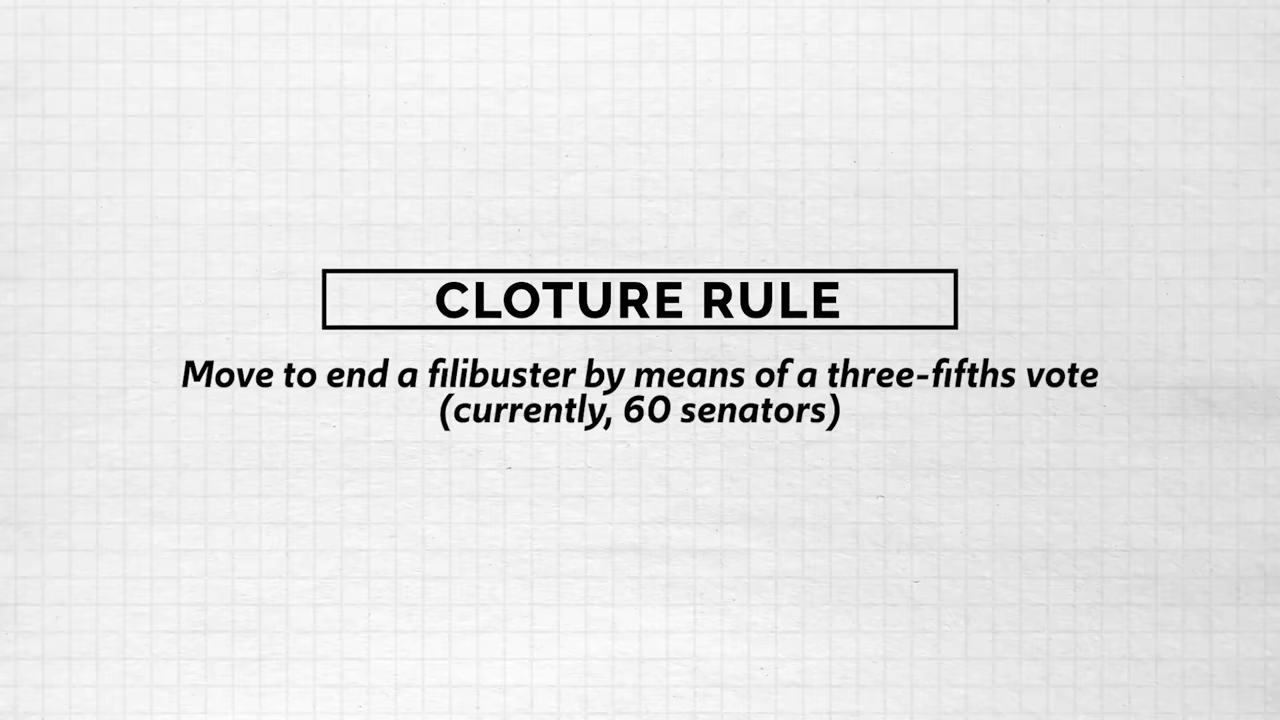 CLOTURE RULE
Move to end a filibuster by means of a three-fifths vote
(currently, 60 senators)